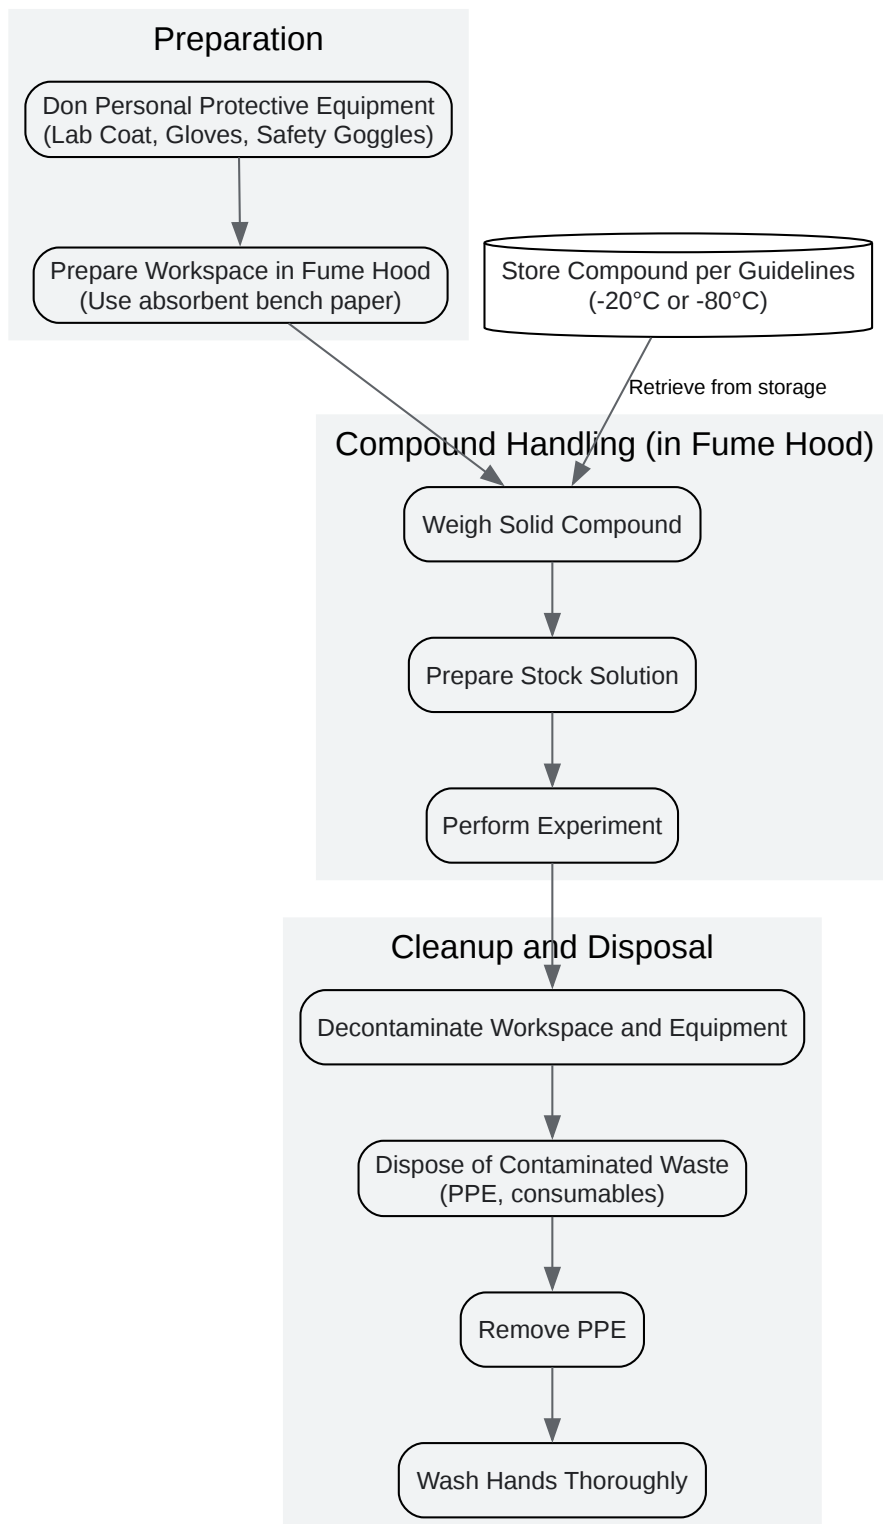 Preparation
Don Personal Protective Equipment
(Lab Coat, Gloves, Safety Goggles)
Prepare Workspace in Fume Hood
(Use absorbent bench paper)
Store Compound per Guidelines
(-20°C or -80°C)
Retrieve from storage
Compound Handling (in Fume Hood)
Weigh Solid Compound
Prepare Stock Solution
Perform Experiment
Cleanup and Disposal
Decontaminate Workspace and Equipment
Dispose of Contaminated Waste
(PPE, consumables)
Remove PPE
Wash Hands Thoroughly